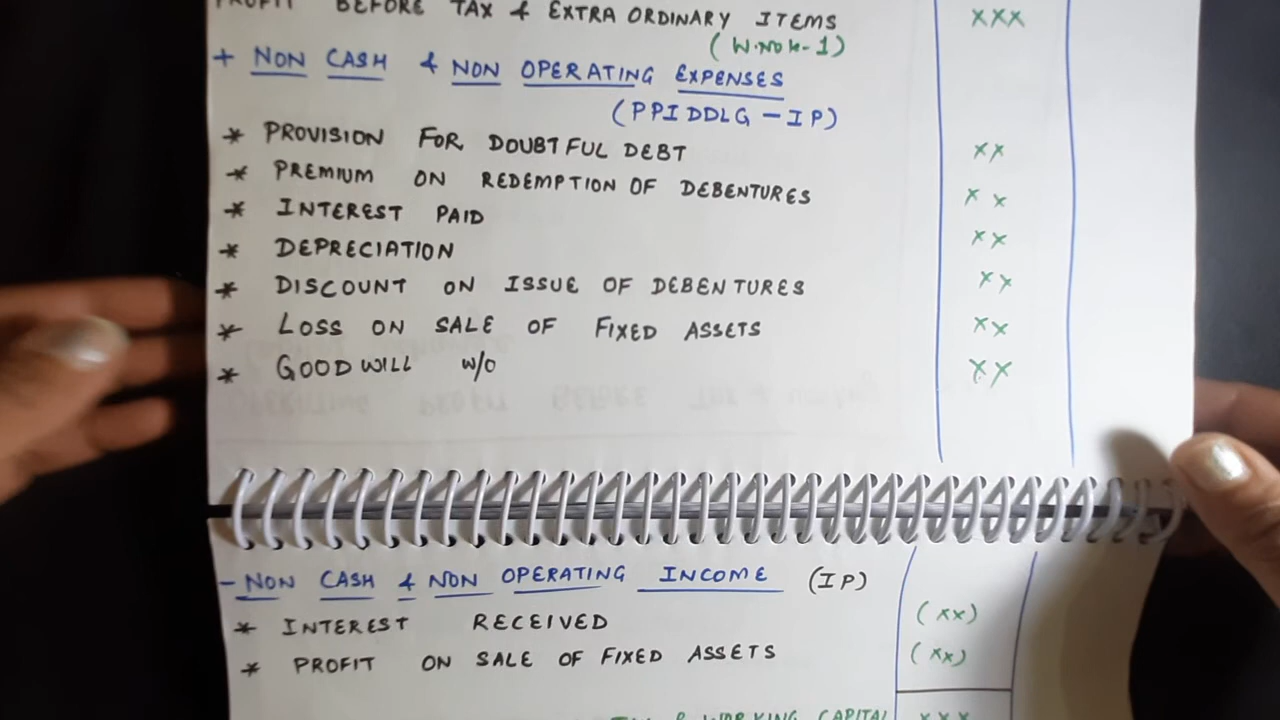 PROFIT BEFORE TAX & EXTRA ORDINARY ITEMS XXX
(W.Note-1)
+ NON CASH & NON OPERATING EXPENSES
(PPIDDLG - IP)
* PROVISION FOR DOUBTFUL DEBT XX
* PREMIUM ON REDEMPTION OF DEBENTURES XX
* INTEREST PAID XX
* DEPRECIATION XX
* DISCOUNT ON ISSUE OF DEBENTURES XX
* LOSS ON SALE OF FIXED ASSETS XX
* GOODWILL W/O
- NON CASH & NON OPERATING INCOME (IP)
* INTEREST RECEIVED (XX)
* PROFIT ON SALE OF FIXED ASSETS (XX)
WORKING CAPITAL XXX